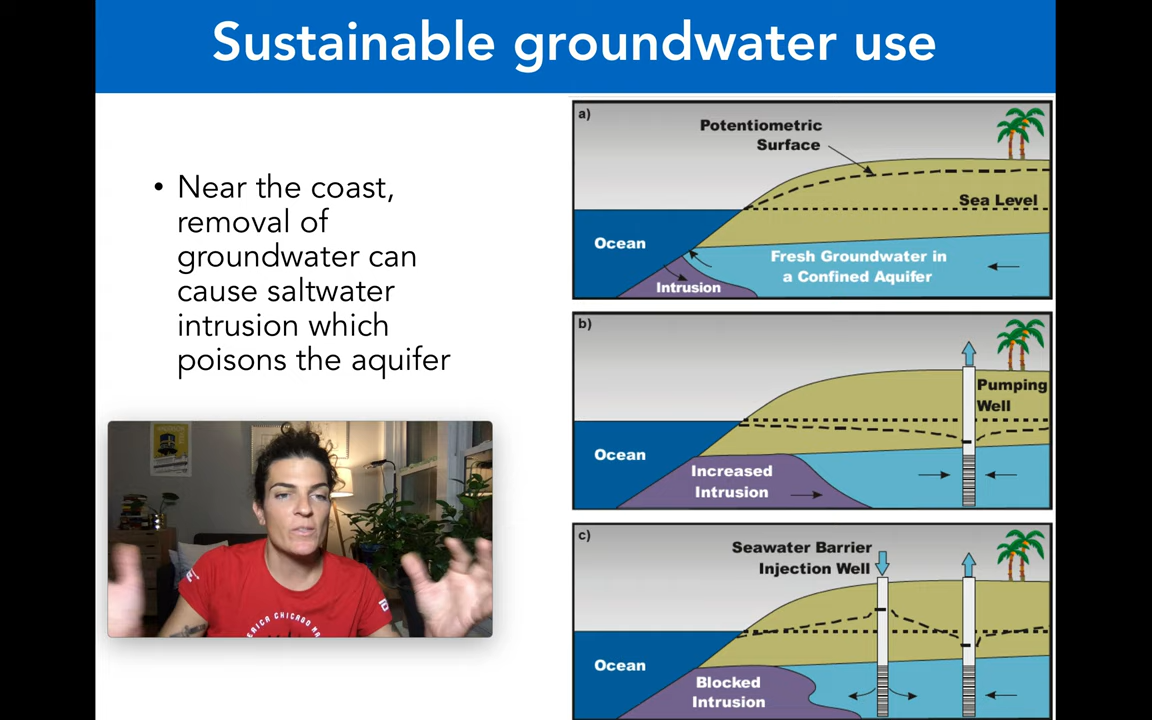 Sustainable groundwater use
• Near the coast,
removal of
groundwater can
cause saltwater
intrusion which
poisons the aquifer
a)
Potentiometric
Surface
Sea Level
Ocean
Fresh Groundwater in
a Confined Aquifer
Intrusion
b)
Pumping
Well
Ocean
Increased
Intrusion
c)
Seawater Barrier
Injection Well
Ocean
Blocked
Intrusion
CHICAGO